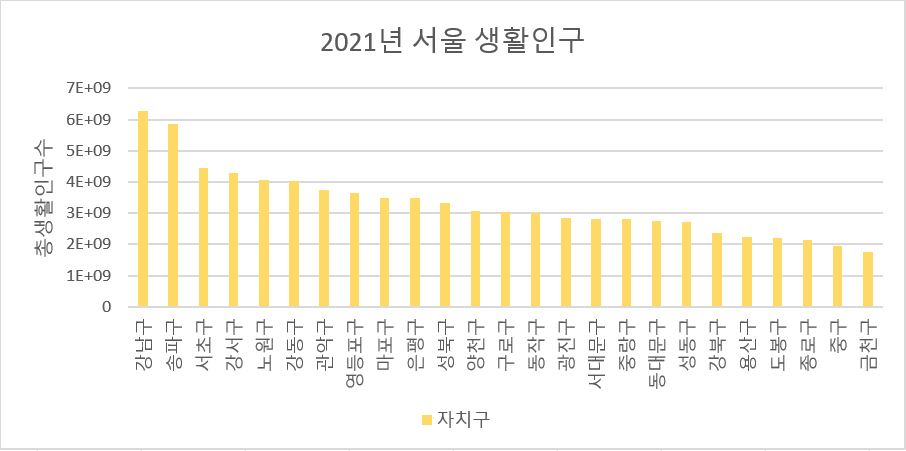 2021년 서울 생활인구
7E+09
6E+09
5E+09
4E+09
3E+09
2E+09
1E+09
0
총생활인구수
강남구
송파구
서초구
강서구
노원구
강동구
관악구
영등포구
마포구
은평구
성북구
양천구
구로구
동작구
광진구
서대문구
중랑구
동대문구
성동구
강북구
용산구
도봉구
종로구
중구
금천구
자치구